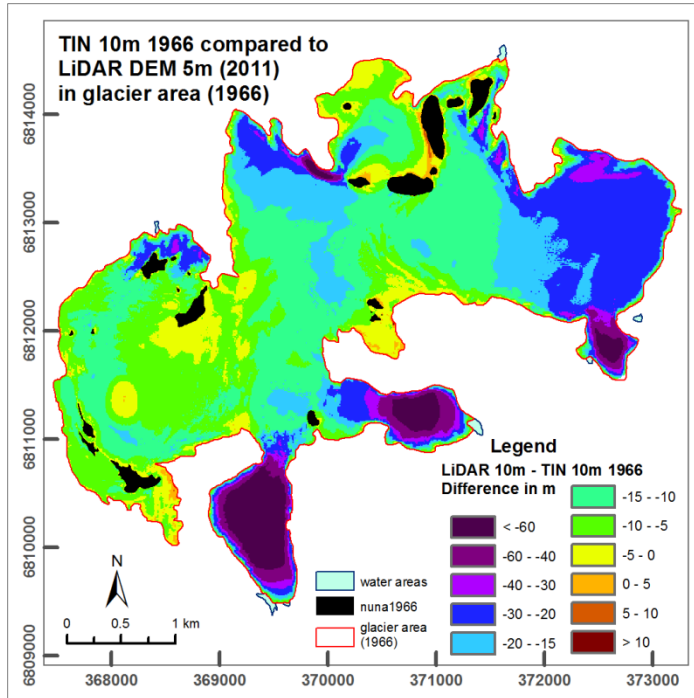 TIN 10m 1966 compared to
LiDAR DEM 5m (2011)
in glacier area (1966)
6814000
6813000
6812000
6811000
6810000
6809000
Legend
LiDAR 10m - TIN 10m 1966
Difference in m
< -60
-60 - -40
-40 - -30
-30 - -20
-20 - -15
-15 - -10
-10 - -5
-5 - 0
0 - 5
5 - 10
> 10
water areas
nuna1966
glacier area
(1966)
N
0 0.5 1 km
368000 369000 370000 371000 372000 373000